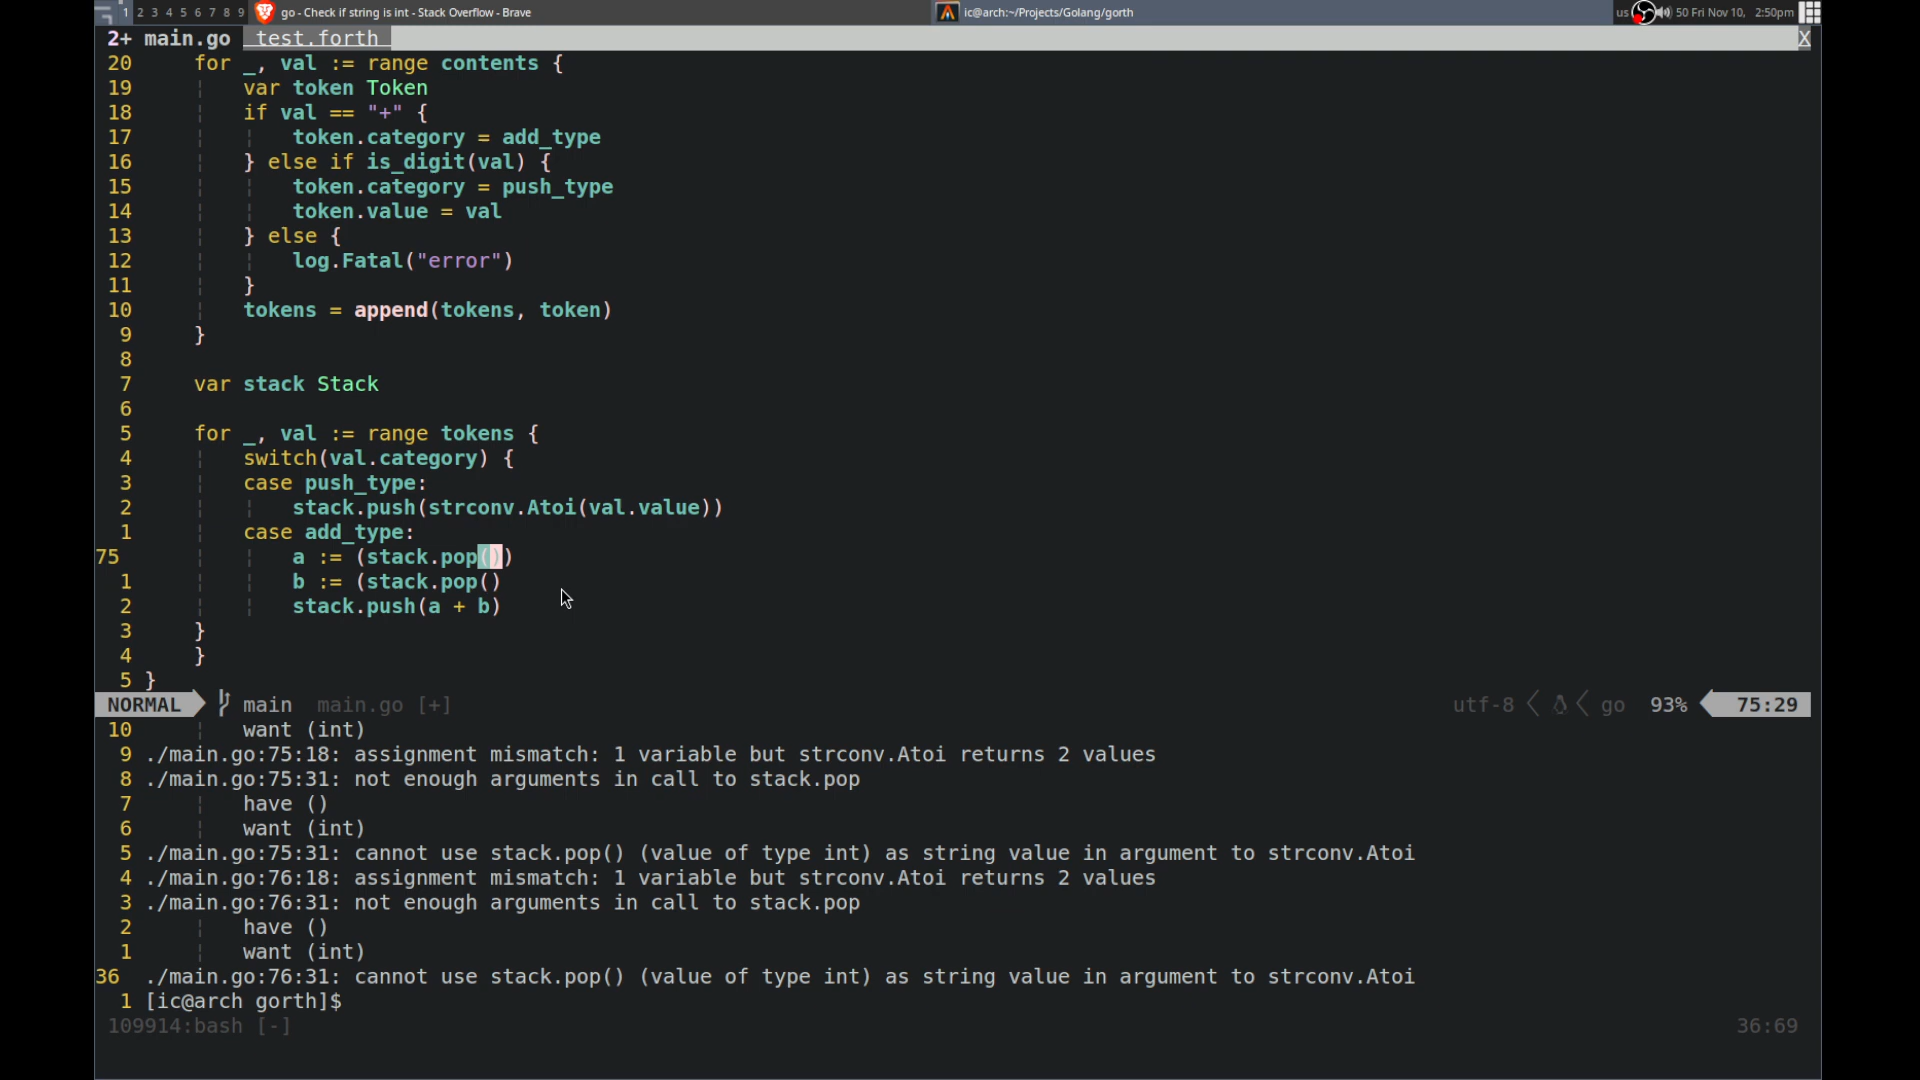 1 2 3 4 5 6 7 8 9 go - Check if string is int - Stack Overflow - Brave ic@arch:~/Projects/Golang/gorth us 50 Fri Nov 10, 2:50pm
2+ main.go test.forth X
20 for _, val := range contents {
19 var token Token
18 if val == "+" {
17 token.category = add_type
16 } else if is_digit(val) {
15 token.category = push_type
14 token.value = val
13 } else {
12 log.Fatal("error")
11 }
10 tokens = append(tokens, token)
9 }
8
7 var stack Stack
6
5 for _, val := range tokens {
4 switch(val.category) {
3 case push_type:
2 stack.push(strconv.Atoi(val.value))
1 case add_type:
75 a := (stack.pop())
1 b := (stack.pop()
2 stack.push(a + b)
3 }
4 }
5 }
NORMAL main main.go [+] utf-8 go 93% 75:29
10 want (int)
9 ./main.go:75:18: assignment mismatch: 1 variable but strconv.Atoi returns 2 values
8 ./main.go:75:31: not enough arguments in call to stack.pop
7 have ()
6 want (int)
5 ./main.go:75:31: cannot use stack.pop() (value of type int) as string value in argument to strconv.Atoi
4 ./main.go:76:18: assignment mismatch: 1 variable but strconv.Atoi returns 2 values
3 ./main.go:76:31: not enough arguments in call to stack.pop
2 have ()
1 want (int)
36 ./main.go:76:31: cannot use stack.pop() (value of type int) as string value in argument to strconv.Atoi
1 [ic@arch gorth]$
109914:bash [-] 36:69